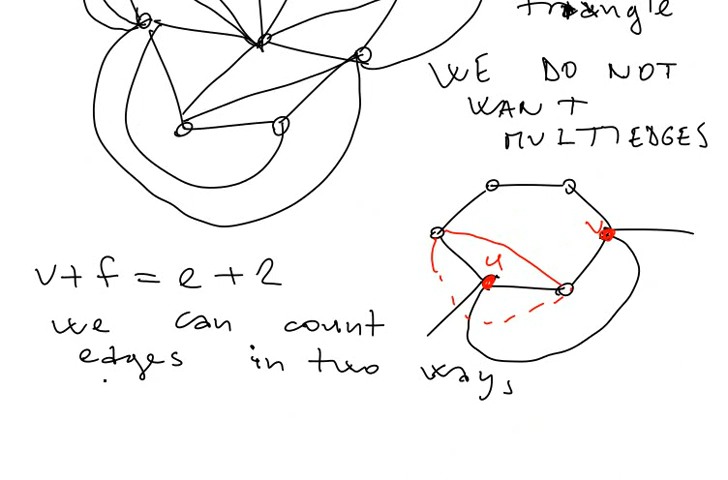 triangle
WE DO NOT
WANT
MULTIEDGES
v
u
v + f = e + 2
we can count
edges in two ways